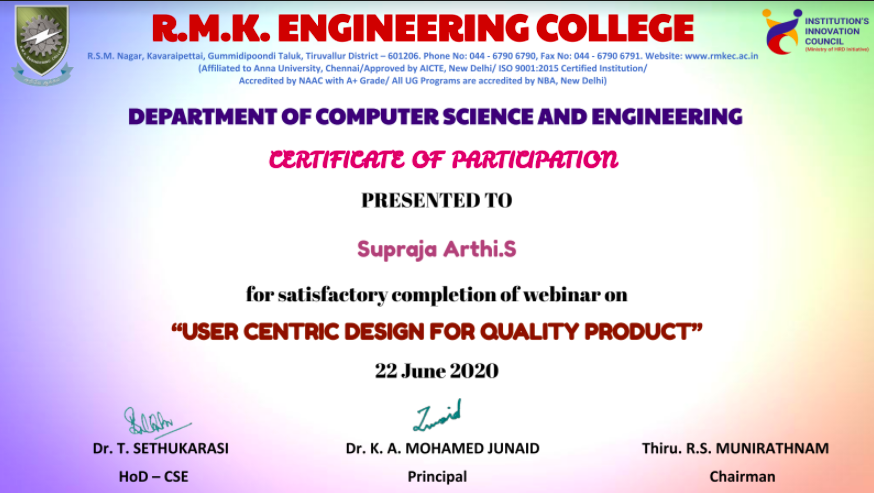 R.M.K. ENGINEERING COLLEGE
INSTITUTION'S
INNOVATION
COUNCIL
(Ministry of HRD Initiative)
R.S.M. Nagar, Kavaraipettai, Gummidipoondi Taluk, Tiruvallur District – 601206. Phone No: 044 - 6790 6790, Fax No: 044 - 6790 6791. Website: www.rmkec.ac.in
(Affiliated to Anna University, Chennai/Approved by AICTE, New Delhi/ ISO 9001:2015 Certified Institution/
Accredited by NAAC with A+ Grade/ All UG Programs are accredited by NBA, New Delhi)
DEPARTMENT OF COMPUTER SCIENCE AND ENGINEERING
CERTIFICATE OF PARTICIPATION
PRESENTED TO
Supraja Arthi.S
for satisfactory completion of webinar on
“USER CENTRIC DESIGN FOR QUALITY PRODUCT”
22 June 2020
Dr. T. SETHUKARASI Dr. K. A. MOHAMED JUNAID Thiru. R.S. MUNIRATHNAM
HoD – CSE Principal Chairman